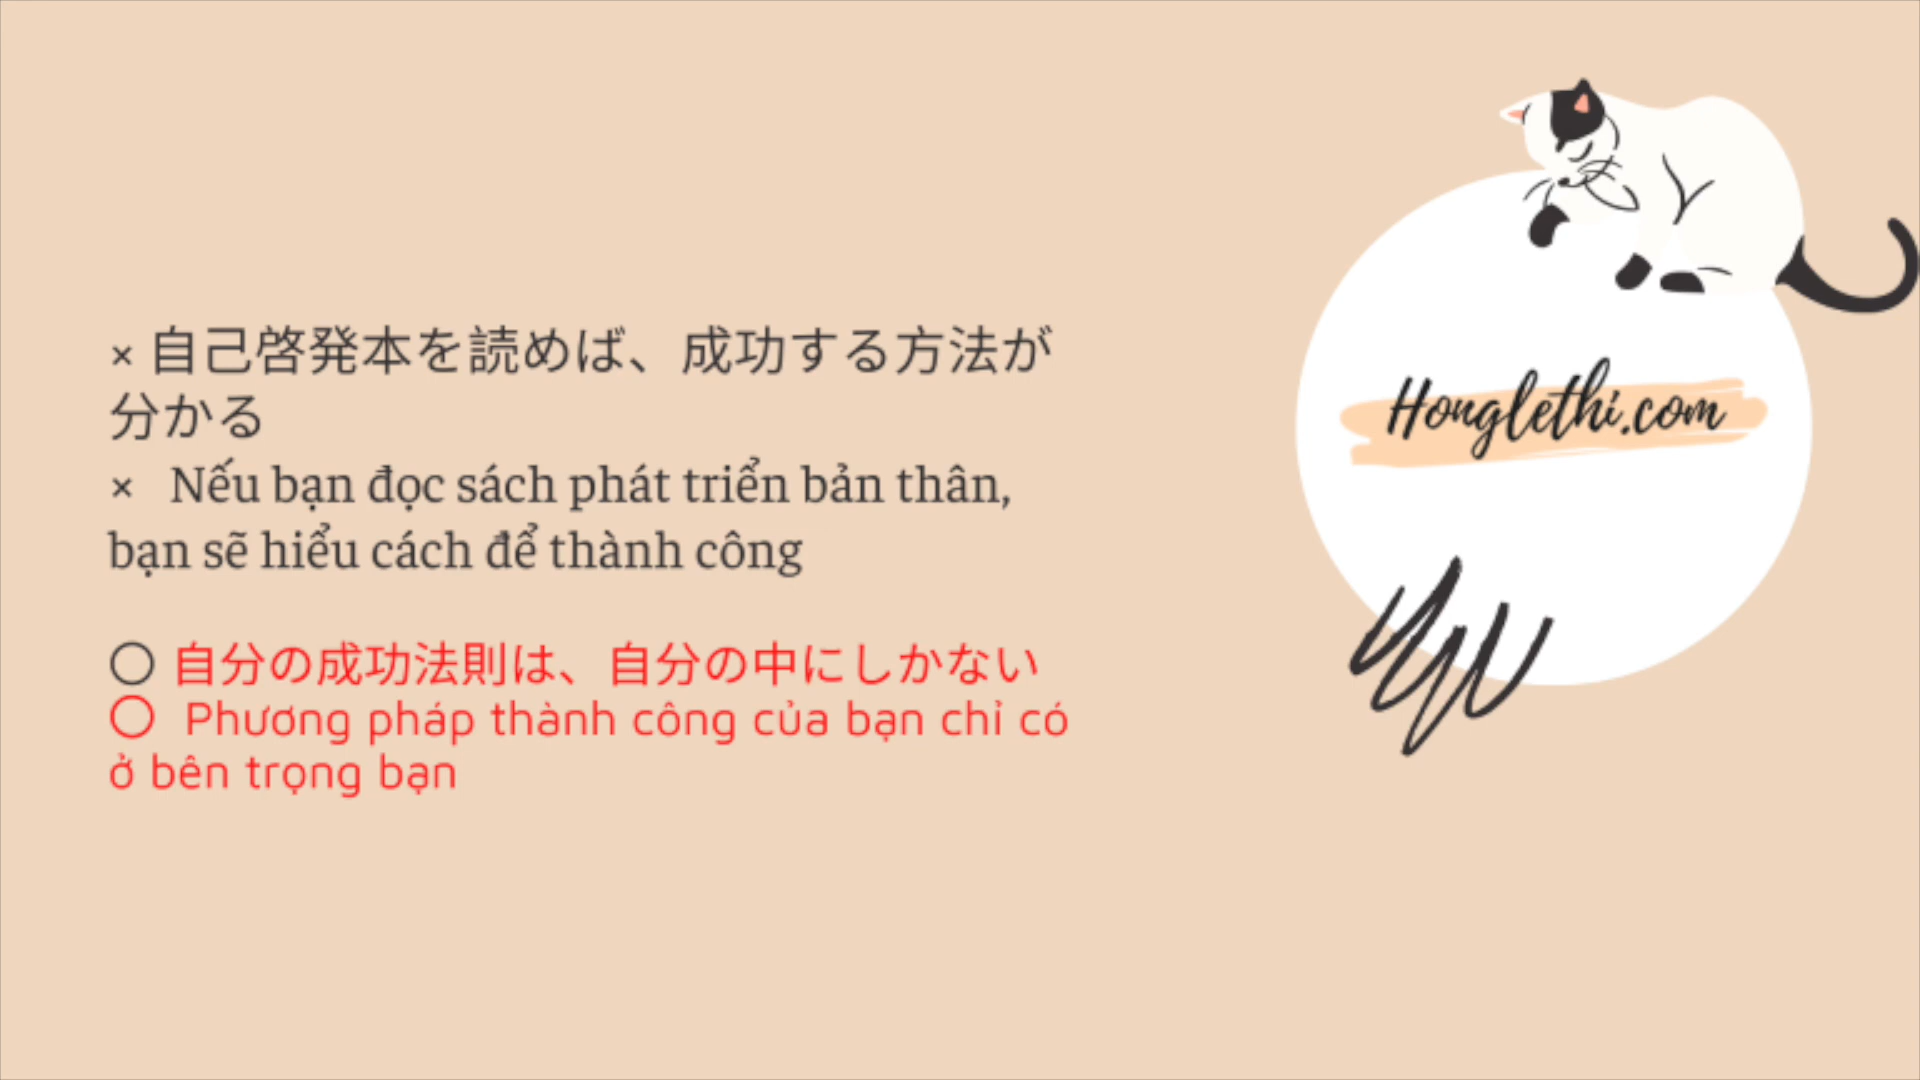 × 自己啓発本を読めば、成功する方法が
分かる
× Nếu bạn đọc sách phát triển bản thân,
bạn sẽ hiểu cách để thành công
〇 自分の成功法則は、自分の中にしかない
〇 Phương pháp thành công của bạn chỉ có
ở bên trọng bạn
Honglethi.com